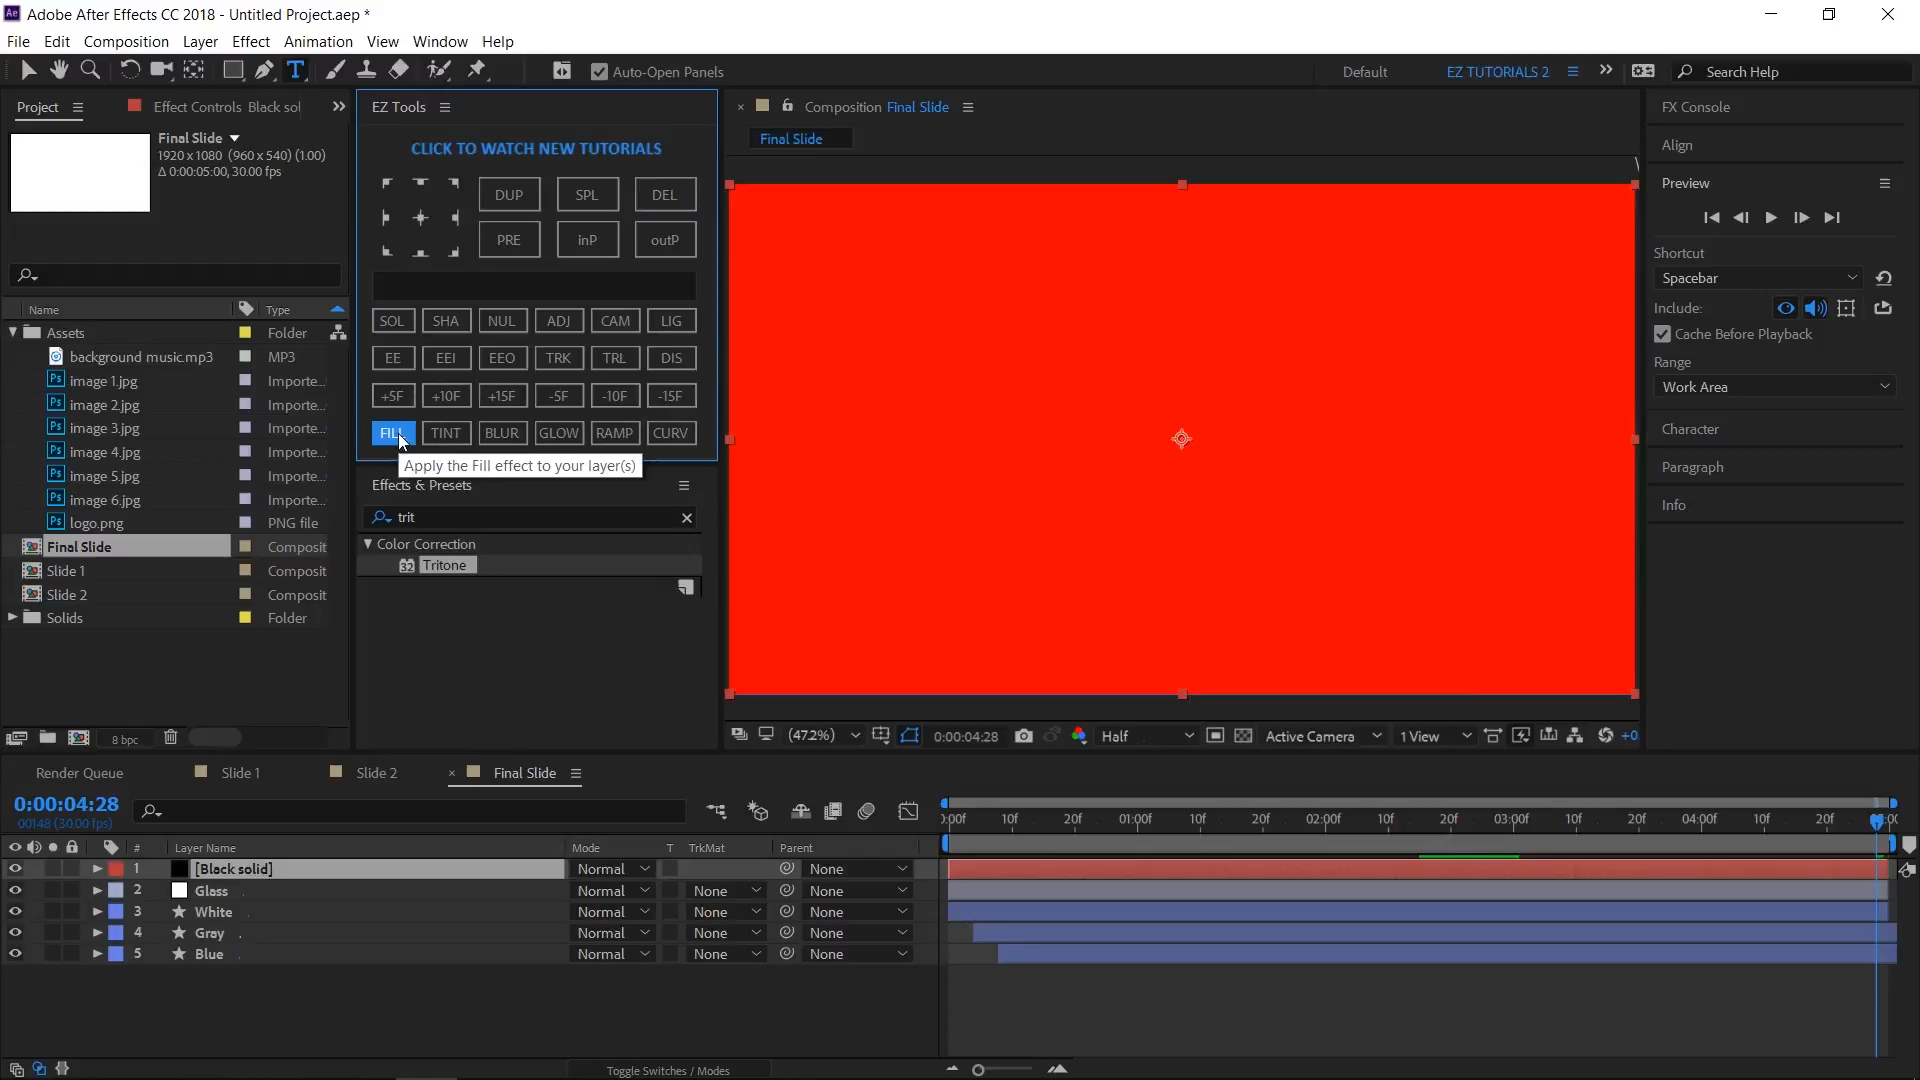 Adobe After Effects CC 2018 - Untitled Project.aep *
File Edit Composition Layer Effect Animation View Window Help
Auto-Open Panels Default EZ TUTORIALS 2 Search Help
Project Effect Controls Black sol
Final Slide
1920 x 1080 (960 x 540) (1.00)
Δ 0:00:05:00, 30.00 fps
Name Type
Assets Folder
background music.mp3 MP3
image 1.jpg Importe...
image 2.jpg Importe...
image 3.jpg Importe...
image 4.jpg Importe...
image 5.jpg Importe...
image 6.jpg Importe...
logo.png PNG file
Final Slide Composit
Slide 1 Composit
Slide 2 Composit
Solids Folder
8 bpc
EZ Tools
CLICK TO WATCH NEW TUTORIALS
DUP SPL DEL
PRE inP outP
SOL SHA NUL ADJ CAM LIG
EE EEI EEO TRK TRL DIS
+5F +10F +15F -5F -10F -15F
FILL TINT BLUR GLOW RAMP CURV
Apply the Fill effect to your layer(s)
Effects & Presets
trit
Color Correction
32 Tritone
Composition Final Slide
Final Slide
(47.2%) 0:00:04:28 Half Active Camera 1 View +0
FX Console
Align
Preview
Shortcut
Spacebar
Include:
Cache Before Playback
Range
Work Area
Character
Paragraph
Info
Render Queue Slide 1 Slide 2 Final Slide
0:00:04:28
00148 (30.00 fps)
):00f 10f 20f 01:00f 10f 20f 02:00f 10f 20f 03:00f 10f 20f 04:00f 10f 20f
# Layer Name Mode T TrkMat Parent
1 [Black solid] Normal None
2 Glass Normal None None
3 White Normal None None
4 Gray Normal None None
5 Blue Normal None None
Toggle Switches / Modes